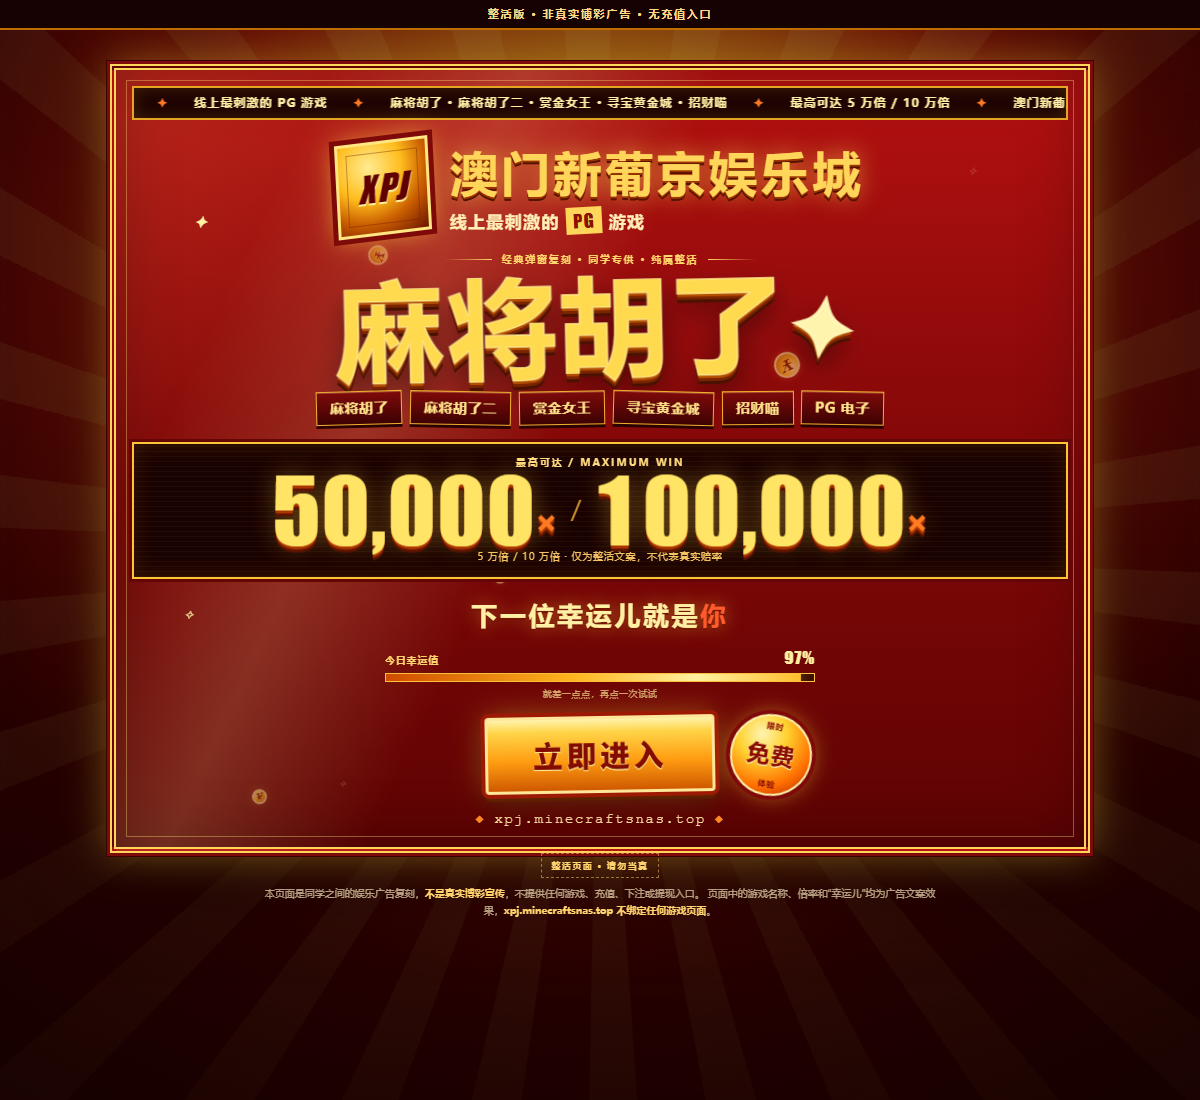 整活版 • 非真实博彩广告 • 无充值入口
✦ 线上最刺激的 PG 游戏 ✦ 麻将胡了 • 麻将胡了二 • 赏金女王 • 寻宝黄金城 • 招财喵 ✦ 最高可达 5 万倍 / 10 万倍 ✦ 澳门新葡
XPJ
澳门新葡京娱乐城
线上最刺激的 PG 游戏
经典弹窗复刻 • 同学专供 • 纯属整活
麻将胡了
麻将胡了 麻将胡了二 赏金女王 寻宝黄金城 招财喵 PG 电子
最高可达 / MAXIMUM WIN
50,000× / 100,000×
5 万倍 / 10 万倍 · 仅为整活文案，不代表真实赔率
下一位幸运儿就是你
今日幸运值 97%
就差一点点，再点一次试试
立即进入
限时
免费
体验
◆ xpj.minecraftsnas.top ◆
整活页面 • 请勿当真
本页面是同学之间的娱乐广告复刻，不是真实博彩宣传，不提供任何游戏、充值、下注或提现入口。 页面中的游戏名称、倍率和“幸运儿”均为广告文案效
果，xpj.minecraftsnas.top 不绑定任何游戏页面。